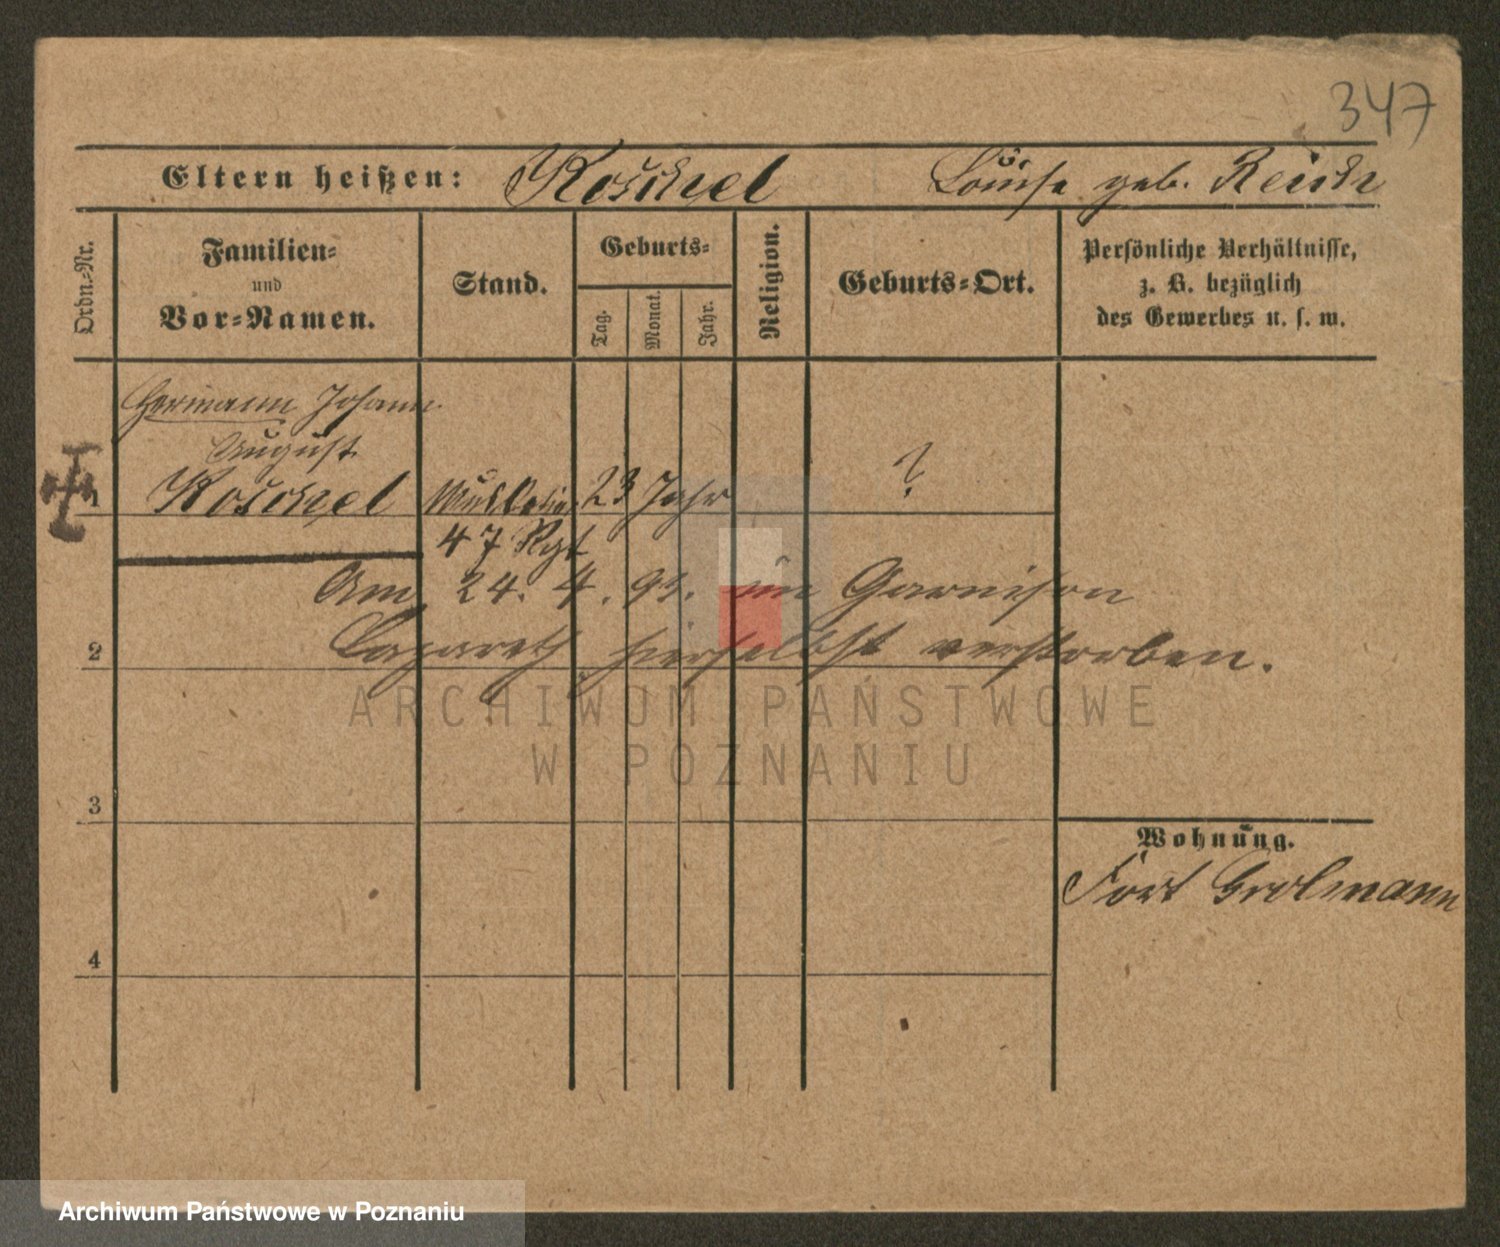 347
Eltern heißen: Koschel Louise geb. Reich
Ordn.-Nr.
Familien-
und
Vor-Namen.
Stand.
Geburts-
Tag.
Monat.
Jahr.
Religion.
Geburts-Ort.
Persönliche Verhältnisse,
z. B. bezüglich
des Gewerbes u. s. w.
Hermann Johann
August
1 Koschel 23 Jahr ?
47 Rgt
Am 24. 4. 93. im Garnison
2 Lazareth hierselbst verstorben.
ARCHIWUM PAŃSTWOWE
W POZNANIU
3
Wohnung.
Fort Grolmann
4
Archiwum Państwowe w Poznaniu